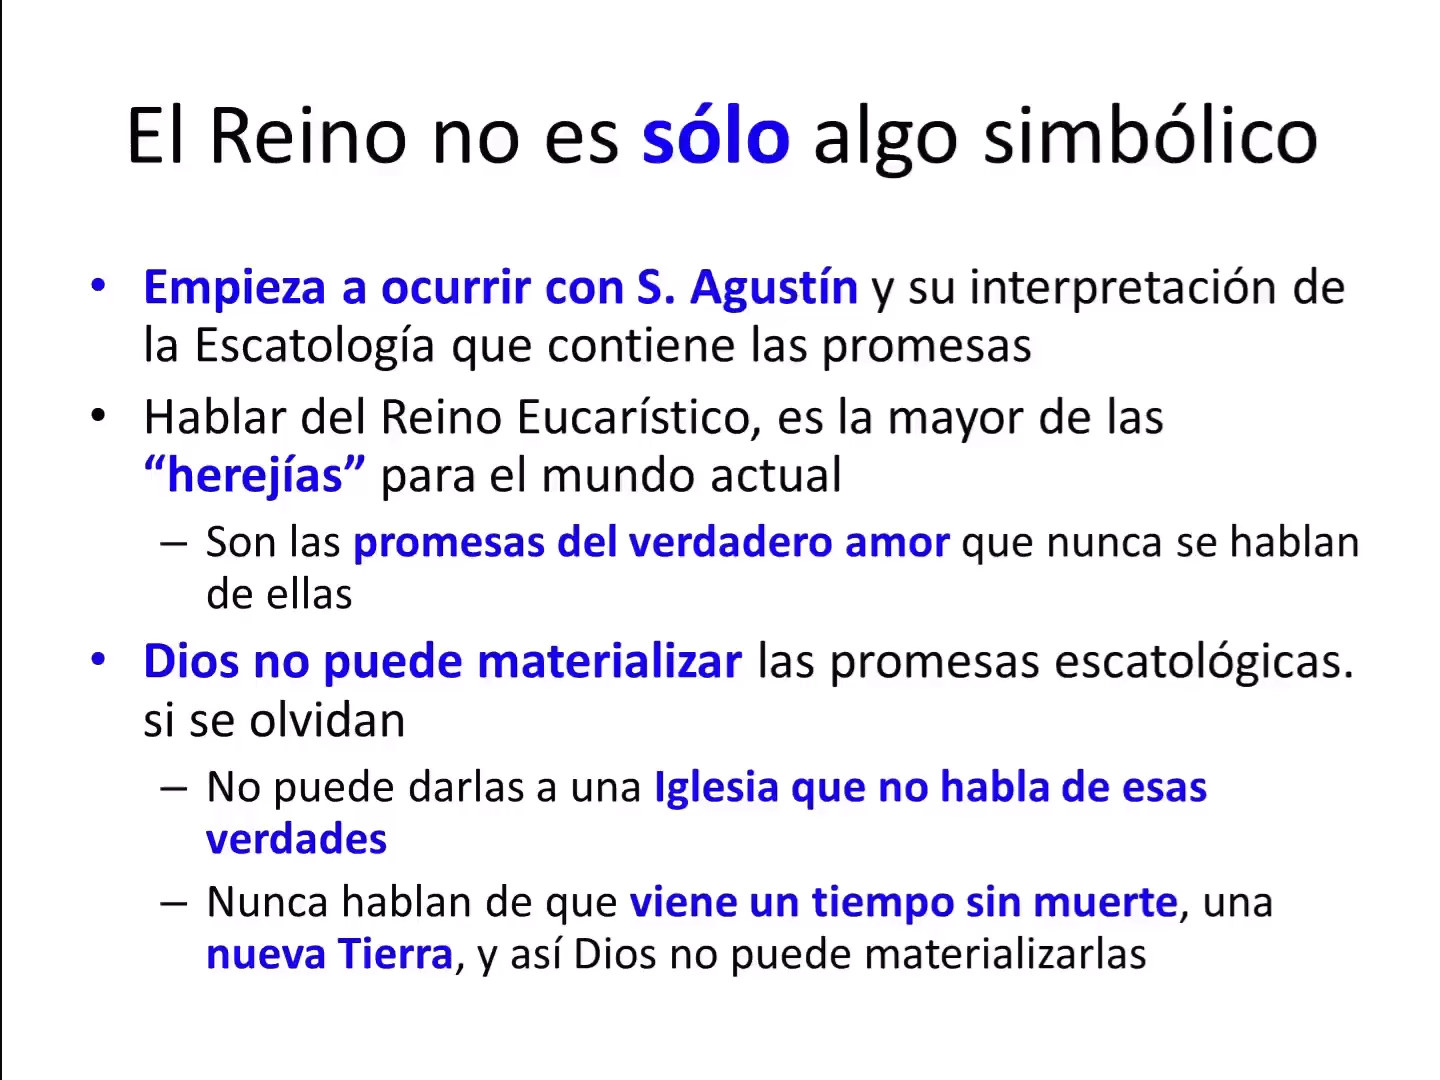 El Reino no es sólo algo simbólico
• Empieza a ocurrir con S. Agustín y su interpretación de
la Escatología que contiene las promesas
• Hablar del Reino Eucarístico, es la mayor de las
“herejías” para el mundo actual
– Son las promesas del verdadero amor que nunca se hablan
de ellas
• Dios no puede materializar las promesas escatológicas.
si se olvidan
– No puede darlas a una Iglesia que no habla de esas
verdades
– Nunca hablan de que viene un tiempo sin muerte, una
nueva Tierra, y así Dios no puede materializarlas